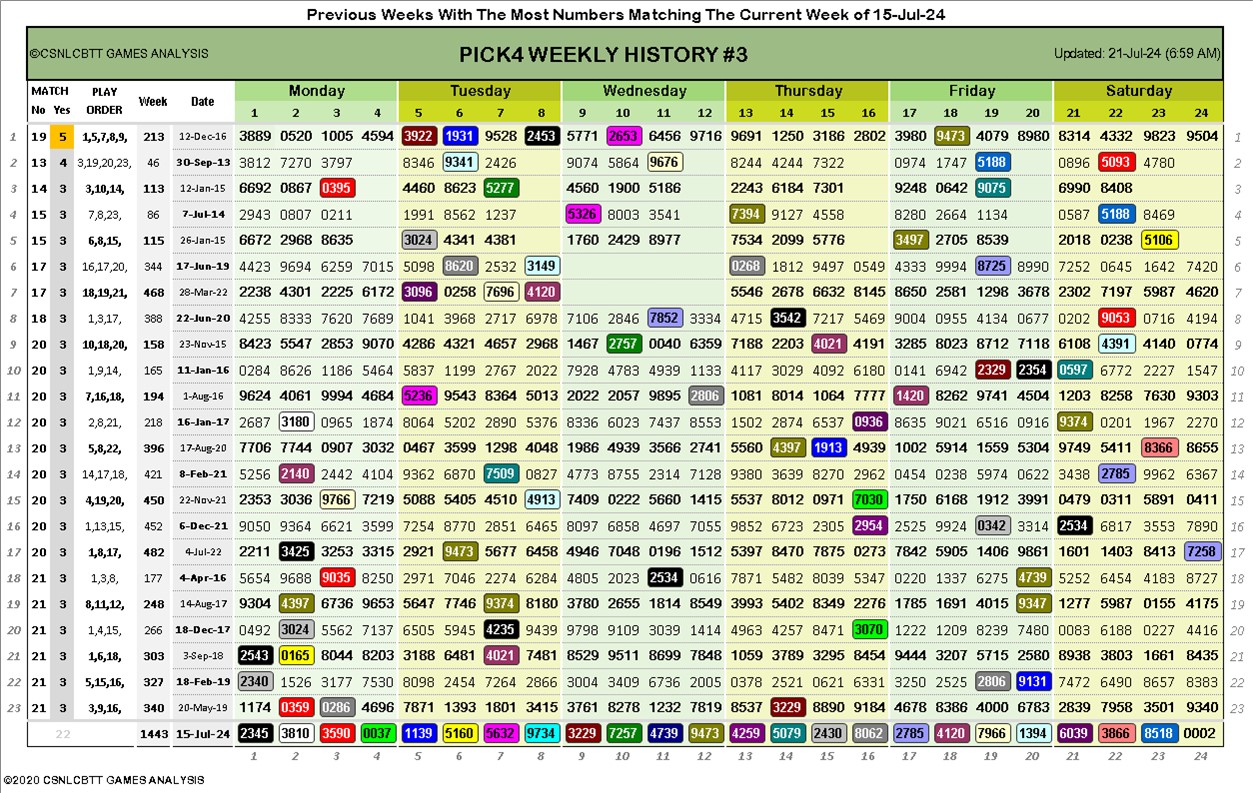 Previous Weeks With The Most Numbers Matching The Current Week of 15-Jul-24
©CSNLCBTT GAMES ANALYSIS PICK4 WEEKLY HISTORY #3 Updated: 21-Jul-24 (6:59 AM)
MATCH PLAY Week Date Monday Tuesday Wednesday Thursday Friday Saturday
No Yes ORDER 1 2 3 4 5 6 7 8 9 10 11 12 13 14 15 16 17 18 19 20 21 22 23 24
1 19 5 1,5,7,8,9, 213 12-Dec-16 3889 0520 1005 4594 3922 1931 9528 2453 5771 2653 6456 9716 9691 1250 3186 2802 3980 9473 4079 8980 8314 4332 9823 9504 1
2 13 4 3,19,20,23, 46 30-Sep-13 3812 7270 3797 8346 9341 2426 9074 5864 9676 8244 4244 7322 0974 1747 5188 0896 5093 4780 2
3 14 3 3,10,14, 113 12-Jan-15 6692 0867 0395 4460 8623 5277 4560 1900 5186 2243 6184 7301 9248 0642 9075 6990 8408 3
4 15 3 7,8,23, 86 7-Jul-14 2943 0807 0211 1991 8562 1237 5326 8003 3541 7394 9127 4558 8280 2664 1134 0587 5188 8469 4
5 15 3 6,8,15, 115 26-Jan-15 6672 2968 8635 3024 4341 4381 1760 2429 8977 7534 2099 5776 3497 2705 8539 2018 0238 5106 5
6 17 3 16,17,20, 344 17-Jun-19 4423 9694 6259 7015 5098 8620 2532 3149 0268 1812 9497 0549 4333 9994 8725 8990 7252 0645 1642 7420 6
7 17 3 18,19,21, 468 28-Mar-22 2238 4301 2225 6172 3096 0258 7696 4120 5546 2678 6632 8145 8650 2581 1298 3678 2302 7197 5987 4620 7
8 18 3 1,3,17, 388 22-Jun-20 4255 8333 7620 7689 1041 3968 2717 6978 7106 2846 7852 3334 4715 3542 7217 5469 9004 0955 4134 0677 0202 9053 0716 4194 8
9 20 3 10,18,20, 158 23-Nov-15 8423 5547 2853 9070 4286 4321 4657 2968 1467 2757 0040 6359 7188 2203 4021 4191 3285 8023 8712 7118 6108 4391 4140 0774 9
10 20 3 1,9,14, 165 11-Jan-16 0284 8626 1186 5464 5837 1199 2767 2022 7928 4783 4939 1133 4117 3029 4092 6180 0141 6942 2329 2354 0597 6772 2227 1547 10
11 20 3 7,16,18, 194 1-Aug-16 9624 4061 9994 4684 5236 9543 8364 5013 2022 2057 9895 2806 1081 8014 1064 7777 1420 8262 9741 4504 1203 8258 7630 9303 11
12 20 3 2,8,21, 218 16-Jan-17 2687 3180 0965 1874 8064 5202 2890 5376 8336 6023 7437 8553 1502 2874 6537 0936 8635 9021 6516 0916 9374 0201 1967 2270 12
13 20 3 5,8,22, 396 17-Aug-20 7706 7744 0907 3032 0467 3599 1298 4048 1986 4939 3566 2741 5560 4397 1913 4939 1002 5914 1559 5304 9749 5411 8366 8655 13
14 20 3 14,17,18, 421 8-Feb-21 5256 2140 2442 4104 9362 6870 7509 0827 4773 8755 2314 7128 9380 3639 8270 2962 0454 0238 5974 0622 3438 2785 9962 6367 14
15 20 3 4,19,20, 450 22-Nov-21 2353 3036 9766 7219 5088 5405 4510 4913 7409 0222 5660 1415 5537 8012 0971 7030 1750 6168 1912 3991 0479 0311 5891 0411 15
16 20 3 1,13,15, 452 6-Dec-21 9050 9364 6621 3599 7254 8770 2851 6465 8097 6858 4697 7055 9852 6723 2305 2954 2525 9924 0342 3314 2534 6817 3553 7890 16
17 20 3 1,8,17, 482 4-Jul-22 2211 3425 3253 3315 2921 9473 5677 6458 4946 7048 0196 1512 5397 8470 7875 0273 7842 5905 1406 9861 1601 1403 8413 7258 17
18 21 3 1,3,8, 177 4-Apr-16 5654 9688 9035 8250 2971 7046 2274 6284 4805 2023 2534 0616 7871 5482 8039 5347 0220 1337 6275 4739 5252 6454 4183 8727 18
19 21 3 8,11,12, 248 14-Aug-17 9304 4397 6736 9653 5647 7746 9374 8180 3780 2655 1814 8549 3993 5402 8349 2276 1785 1691 4015 9347 1277 5987 0155 4175 19
20 21 3 1,4,15, 266 18-Dec-17 0492 3024 5562 7137 6505 5945 4235 9439 9798 9109 3039 1414 4963 4257 8471 3070 1222 1209 8239 7480 0083 6188 0227 4416 20
21 21 3 1,6,18, 303 3-Sep-18 2543 0165 8044 8203 3188 6481 4021 7481 8529 9511 8699 7848 1059 3789 3295 8454 9444 3207 5715 2580 8938 3803 1661 8435 21
22 21 3 5,15,16, 327 18-Feb-19 2340 1526 3177 7530 8098 2454 7264 2866 3004 3409 6736 2005 0378 2521 0621 6331 3250 2525 2806 9131 7472 6490 8657 8383 22
23 21 3 3,9,16, 340 20-May-19 1174 0359 0286 4696 7871 1393 1801 3415 3761 8278 1232 7819 8537 3229 8890 9184 4678 8386 4000 6783 2839 7958 3501 9340 23
22 1443 15-Jul-24 2345 3810 3590 0037 1139 5160 5632 9734 3229 7257 4739 9473 4259 5079 2430 8062 2785 4120 7966 1394 6039 3866 8518 0002
1 2 3 4 5 6 7 8 9 10 11 12 13 14 15 16 17 18 19 20 21 22 23 24
©2020 CSNLCBTT GAMES ANALYSIS